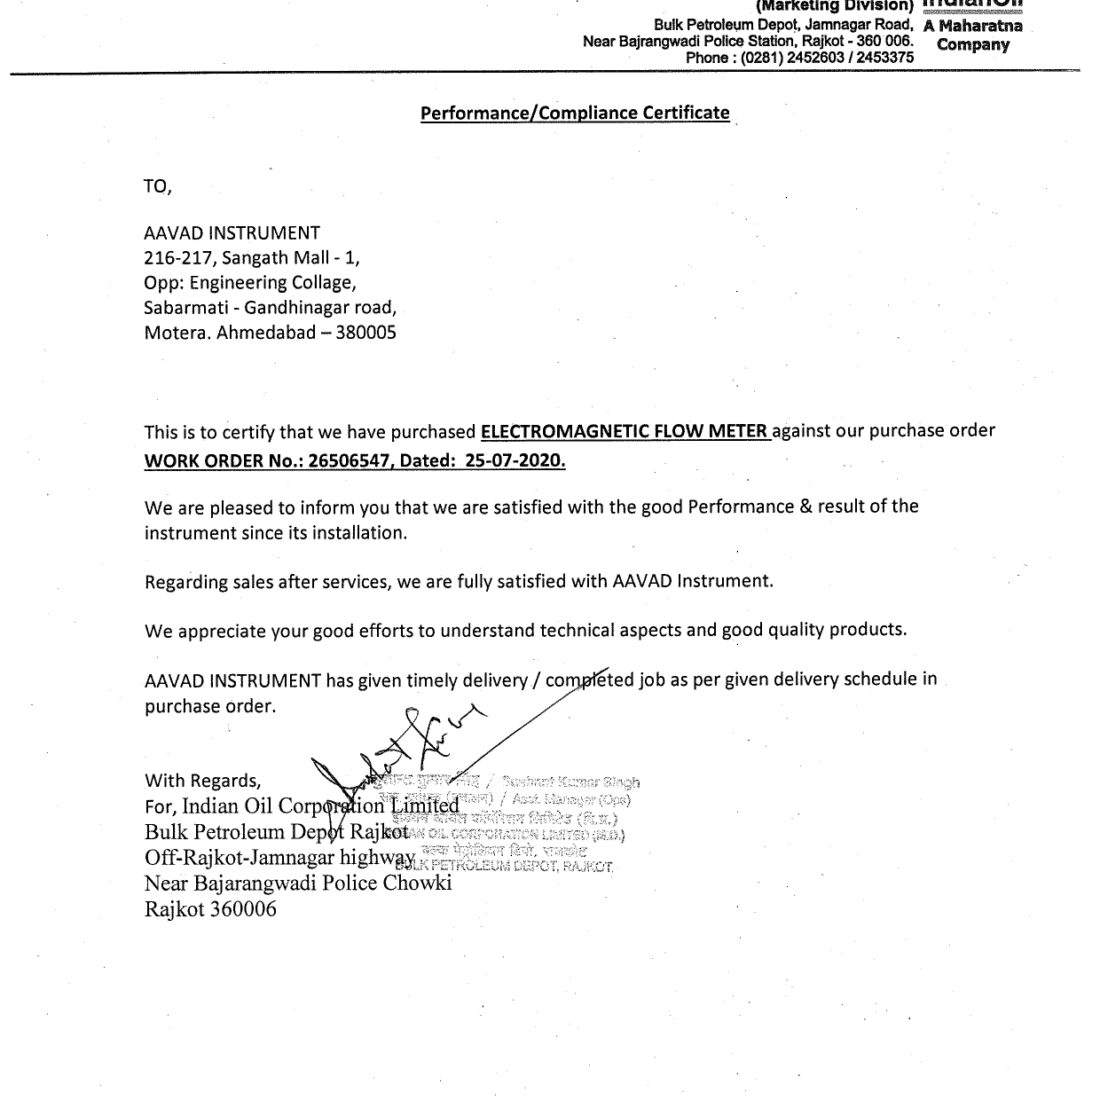 (Marketing Division) IndianOil
Bulk Petroleum Depot, Jamnagar Road, A Maharatna
Near Bajrangwadi Police Station, Rajkot - 360 006. Company
Phone : (0281) 2452603 / 2453375
Performance/Compliance Certificate
TO,
AAVAD INSTRUMENT
216-217, Sangath Mall - 1,
Opp: Engineering Collage,
Sabarmati - Gandhinagar road,
Motera. Ahmedabad – 380005
This is to certify that we have purchased ELECTROMAGNETIC FLOW METER against our purchase order
WORK ORDER No.: 26506547, Dated: 25-07-2020.
We are pleased to inform you that we are satisfied with the good Performance & result of the
instrument since its installation.
Regarding sales after services, we are fully satisfied with AAVAD Instrument.
We appreciate your good efforts to understand technical aspects and good quality products.
AAVAD INSTRUMENT has given timely delivery / completed job as per given delivery schedule in
purchase order.
With Regards,
For, Indian Oil Corporation Limited
Bulk Petroleum Depot Rajkot
Off-Rajkot-Jamnagar highway
Near Bajarangwadi Police Chowki
Rajkot 360006
/ Sushant Kumar Singh
/ Asst. Manager (Ops)
इंडियन ऑयल कॉर्पोरेशन लिमिटेड (वि.प्र.)
OIL CORPORATION LIMITED (M.D.)
बल्क पेट्रोलियम डिपो, राजकोट
BULK PETROLEUM DEPOT, RAJKOT.